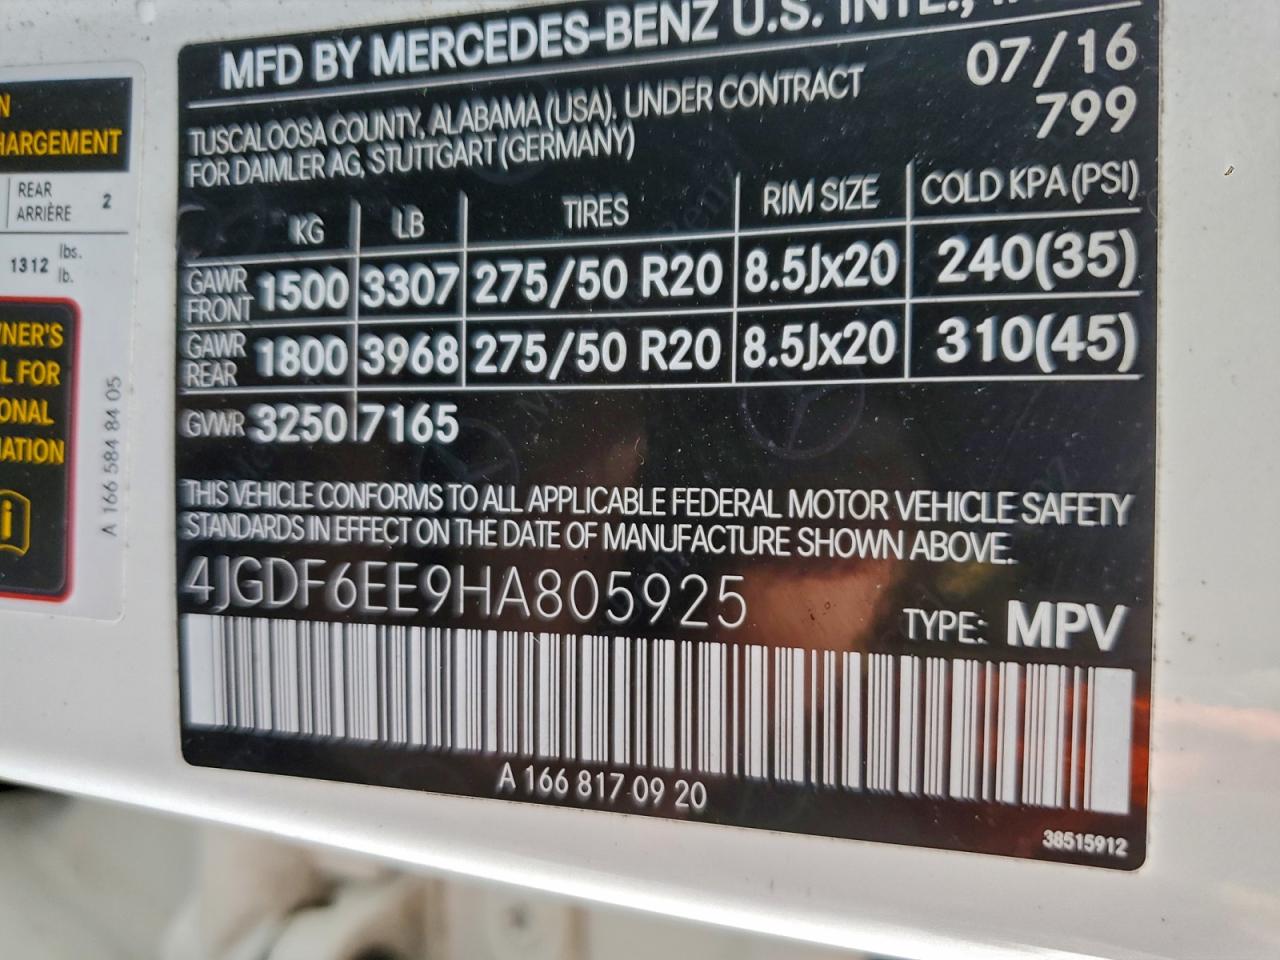 MFD BY MERCEDES-BENZ U.S. INTL.,
07/16
TUSCALOOSA COUNTY, ALABAMA (USA), UNDER CONTRACT
799
FOR DAIMLER AG, STUTTGART (GERMANY)
KG LB TIRES RIM SIZE COLD KPA (PSI)
GAWR FRONT 1500 3307 275/50 R20 8.5Jx20 240(35)
GAWR REAR 1800 3968 275/50 R20 8.5Jx20 310(45)
GVWR 3250 7165
THIS VEHICLE CONFORMS TO ALL APPLICABLE FEDERAL MOTOR VEHICLE SAFETY
STANDARDS IN EFFECT ON THE DATE OF MANUFACTURE SHOWN ABOVE.
4JGDF6EE9HA805925
TYPE: MPV
A 166 817 09 20
38515912
N
HARGEMENT
REAR
ARRIÈRE 2
1312 lbs.
lb.
WNER'S
L FOR
ONAL
MATION
i
A 166 584 84 05